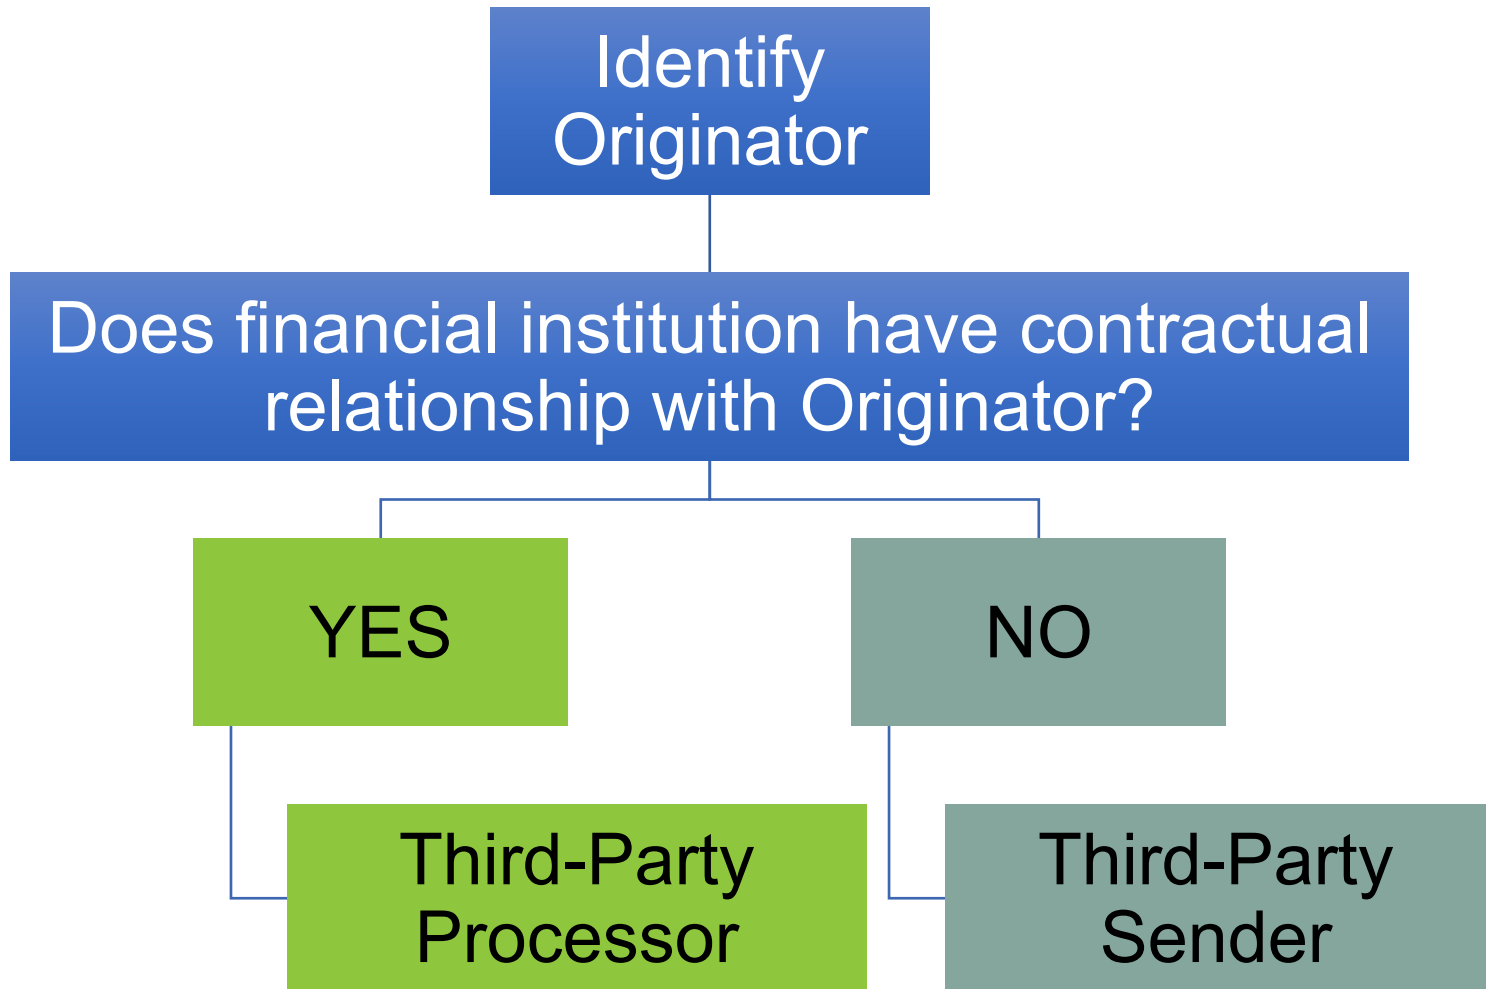 Identify
Originator
Does financial institution have contractual
relationship with Originator?
YES
NO
Third-Party
Processor
Third-Party
Sender